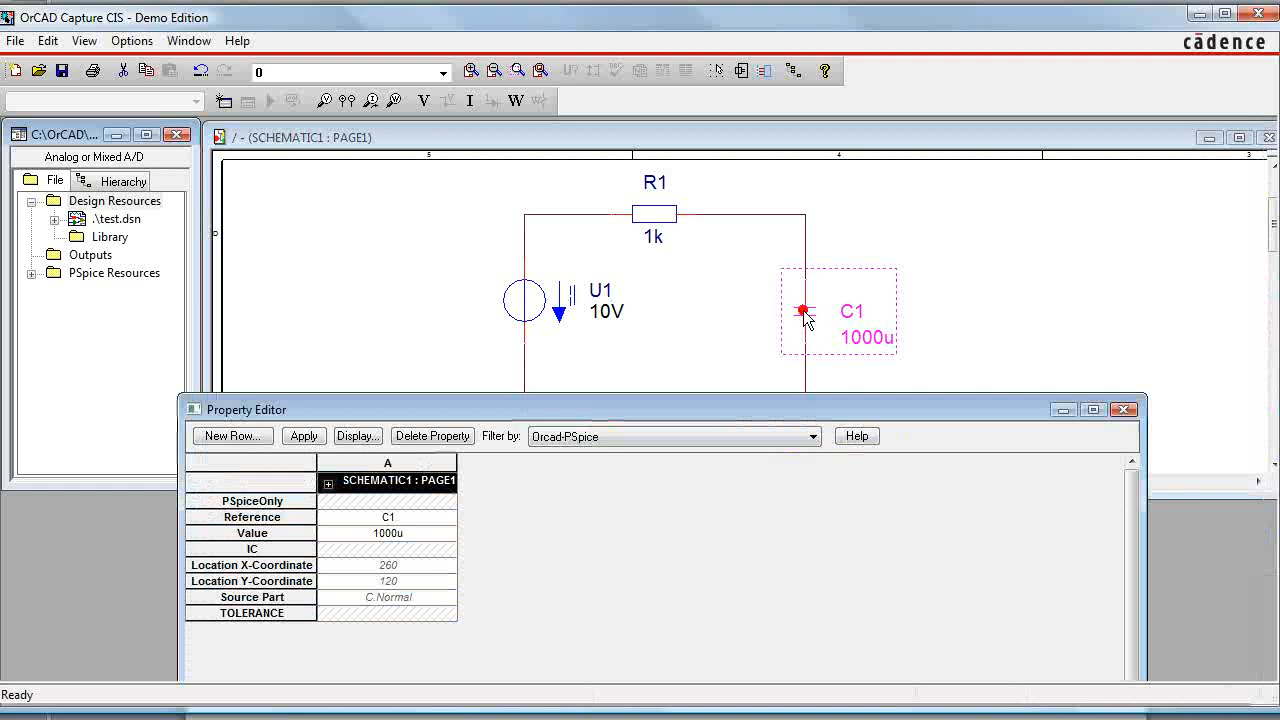 OrCAD Capture CIS - Demo Edition
File Edit View Options Window Help
cādence
0
V I W
C:\OrCAD\...
/ - (SCHEMATIC1 : PAGE1)
Analog or Mixed A/D
File Hierarchy
Design Resources
.\test.dsn
Library
Outputs
PSpice Resources
5 4 3
R1
1k
U1
10V
C1
1000u
Property Editor
New Row... Apply Display... Delete Property Filter by: Orcad-PSpice Help
A
SCHEMATIC1 : PAGE1
PSpiceOnly
Reference C1
Value 1000u
IC
Location X-Coordinate 260
Location Y-Coordinate 120
Source Part C.Normal
TOLERANCE
Ready